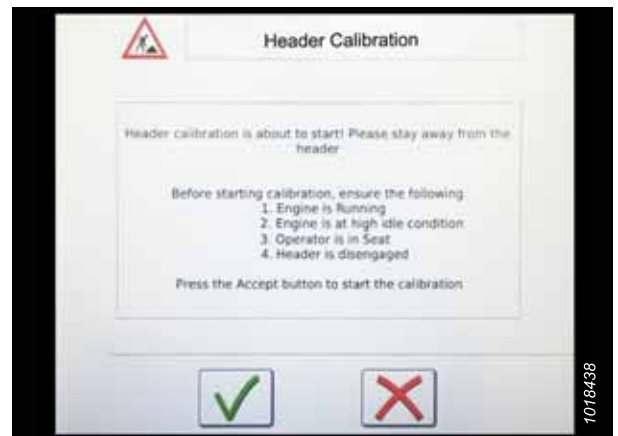 Header Calibration
Header calibration is about to start! Please stay away from the
header
Before starting calibration, ensure the following
1. Engine is Running
2. Engine is at high idle condition
3. Operator is in Seat
4. Header is disengaged
Press the Accept button to start the calibration
1018438